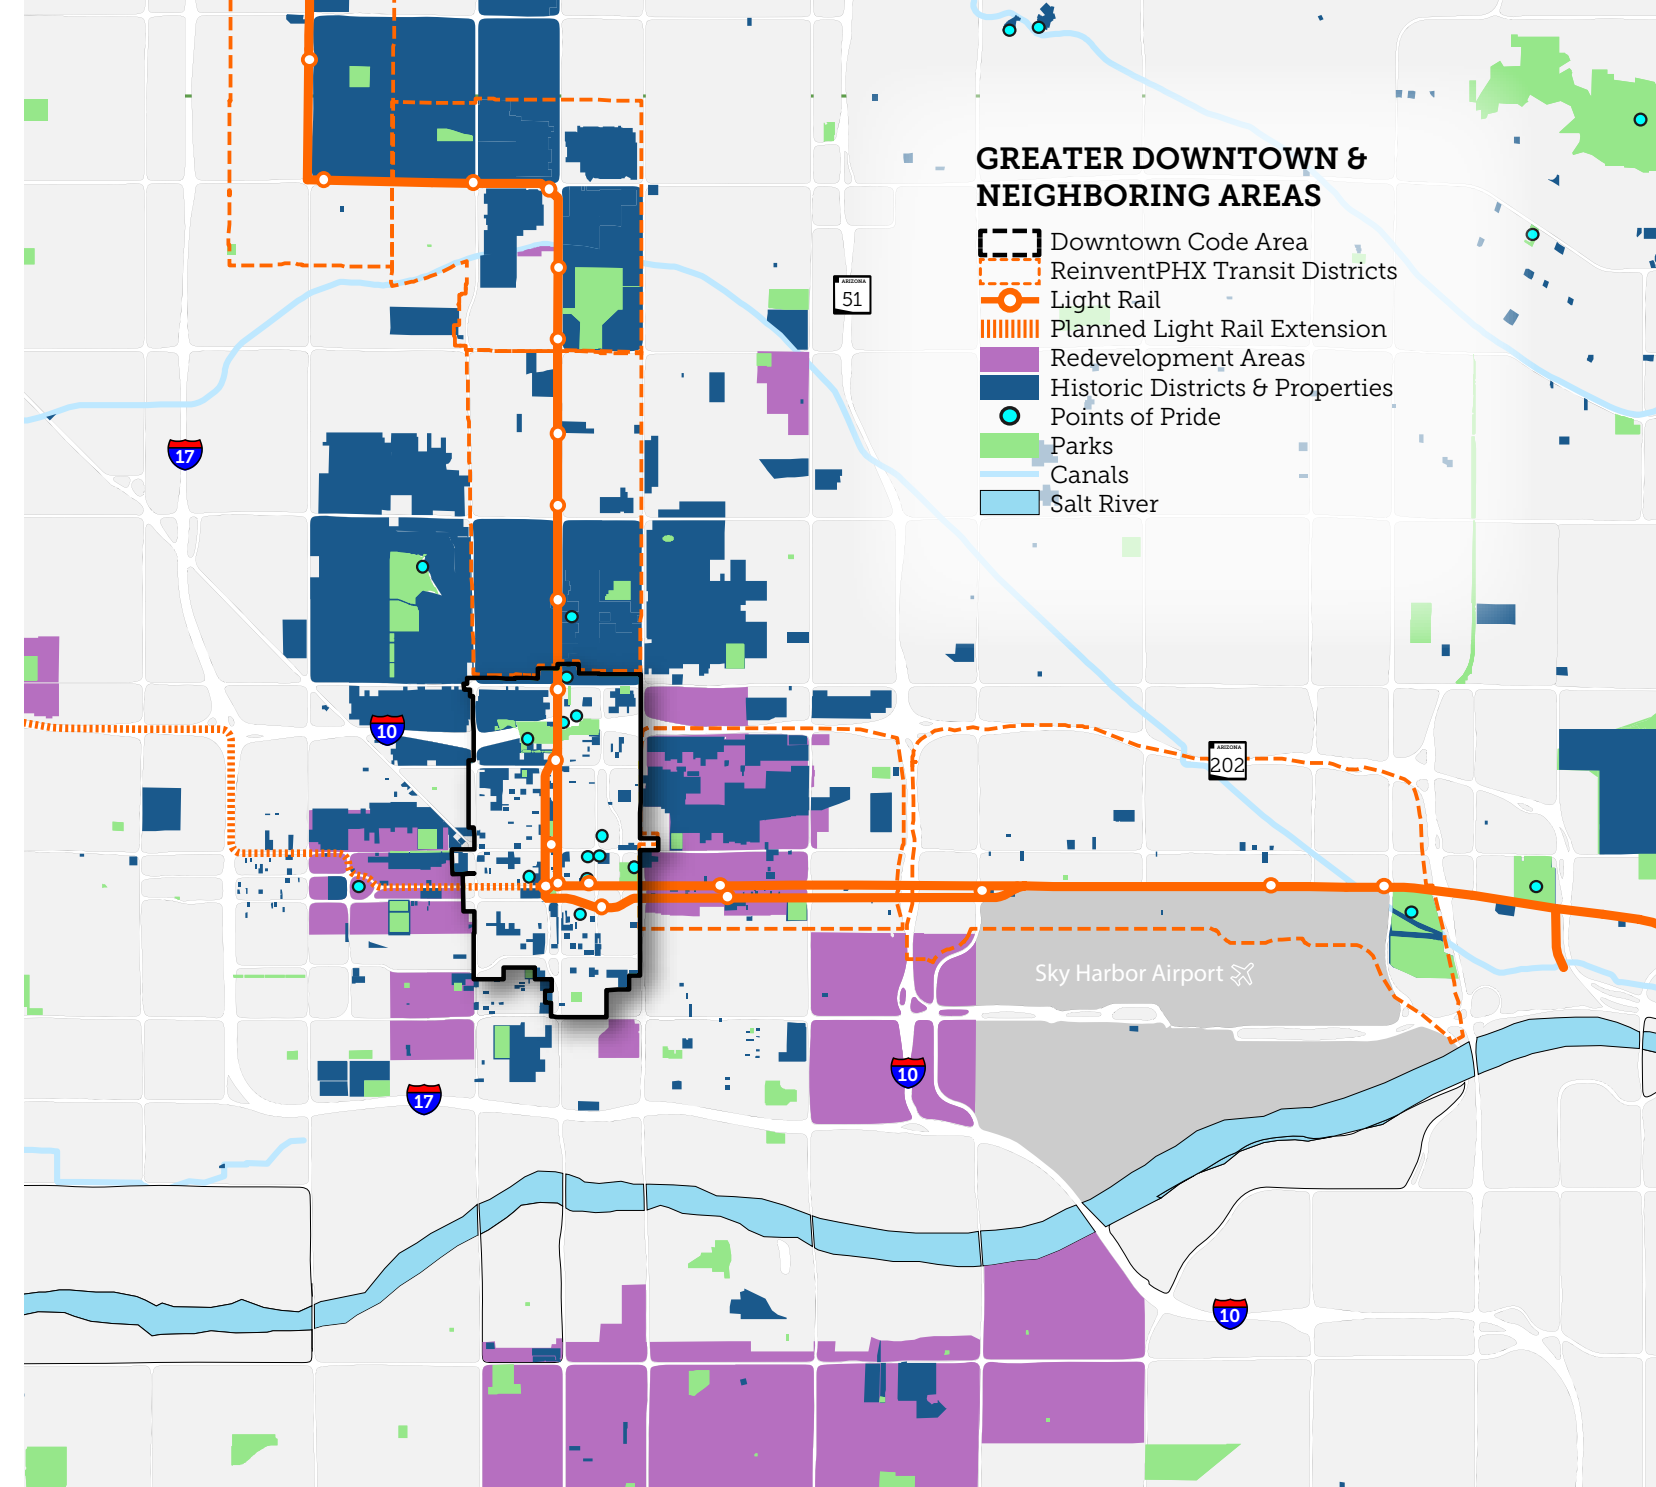 GREATER DOWNTOWN &
NEIGHBORING AREAS
Downtown Code Area
ReinventPHX Transit Districts
Light Rail
Planned Light Rail Extension
Redevelopment Areas
Historic Districts & Properties
Points of Pride
Parks
Canals
Salt River
ARIZONA
51
17
10
ARIZONA
202
Sky Harbor Airport
10
17
10